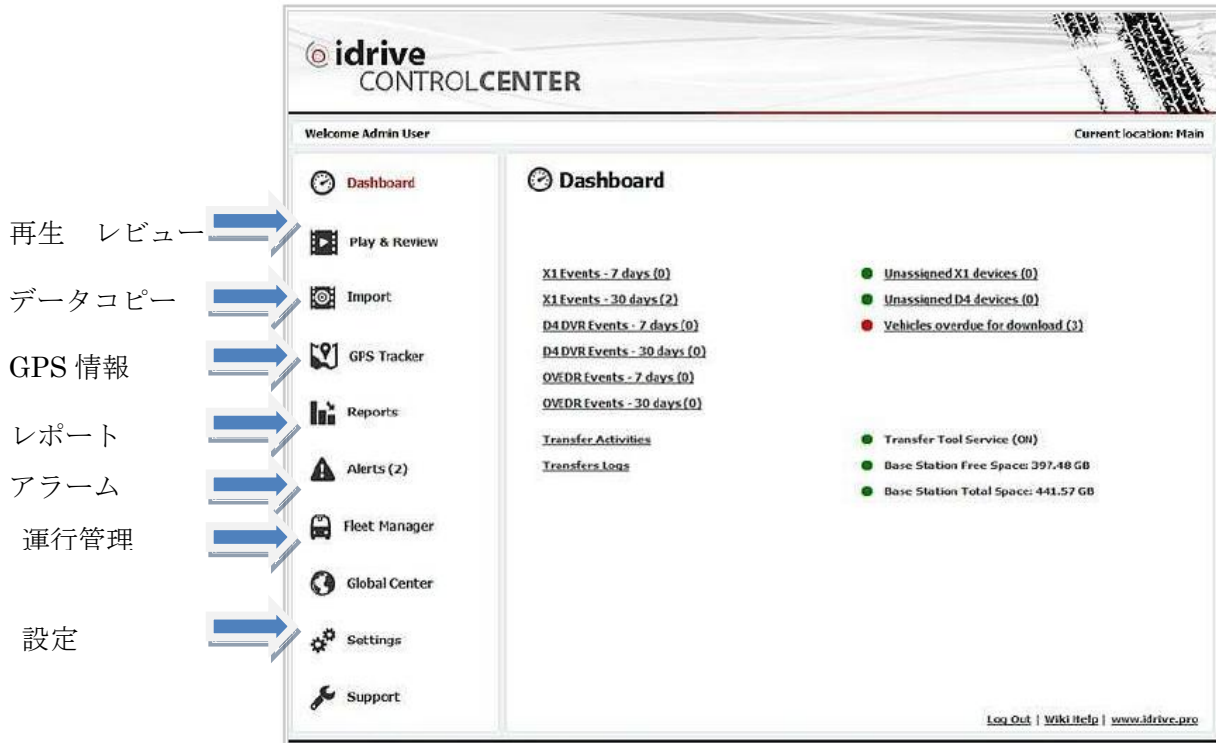 idrive
CONTROLCENTER
Welcome Admin User
Current location: Main
再生　レビュー
データコピー
GPS 情報
レポート
アラーム
運行管理
設定
Dashboard
Play & Review
Import
GPS Tracker
Reports
Alerts (2)
Fleet Manager
Global Center
Settings
Support
Dashboard
X1 Events - 7 days (0)
X1 Events - 30 days (2)
D4 DVR Events - 7 days (0)
D4 DVR Events - 30 days (0)
OVEDR Events - 7 days (0)
OVEDR Events - 30 days (0)
Transfer Activities
Transfers Logs
Unassigned X1 devices (0)
Unassigned D4 devices (0)
Vehicles overdue for download (3)
Transfer Tool Service (ON)
Base Station Free Space: 397.48 GB
Base Station Total Space: 441.57 GB
Log Out | Wiki Help | www.idrive.pro